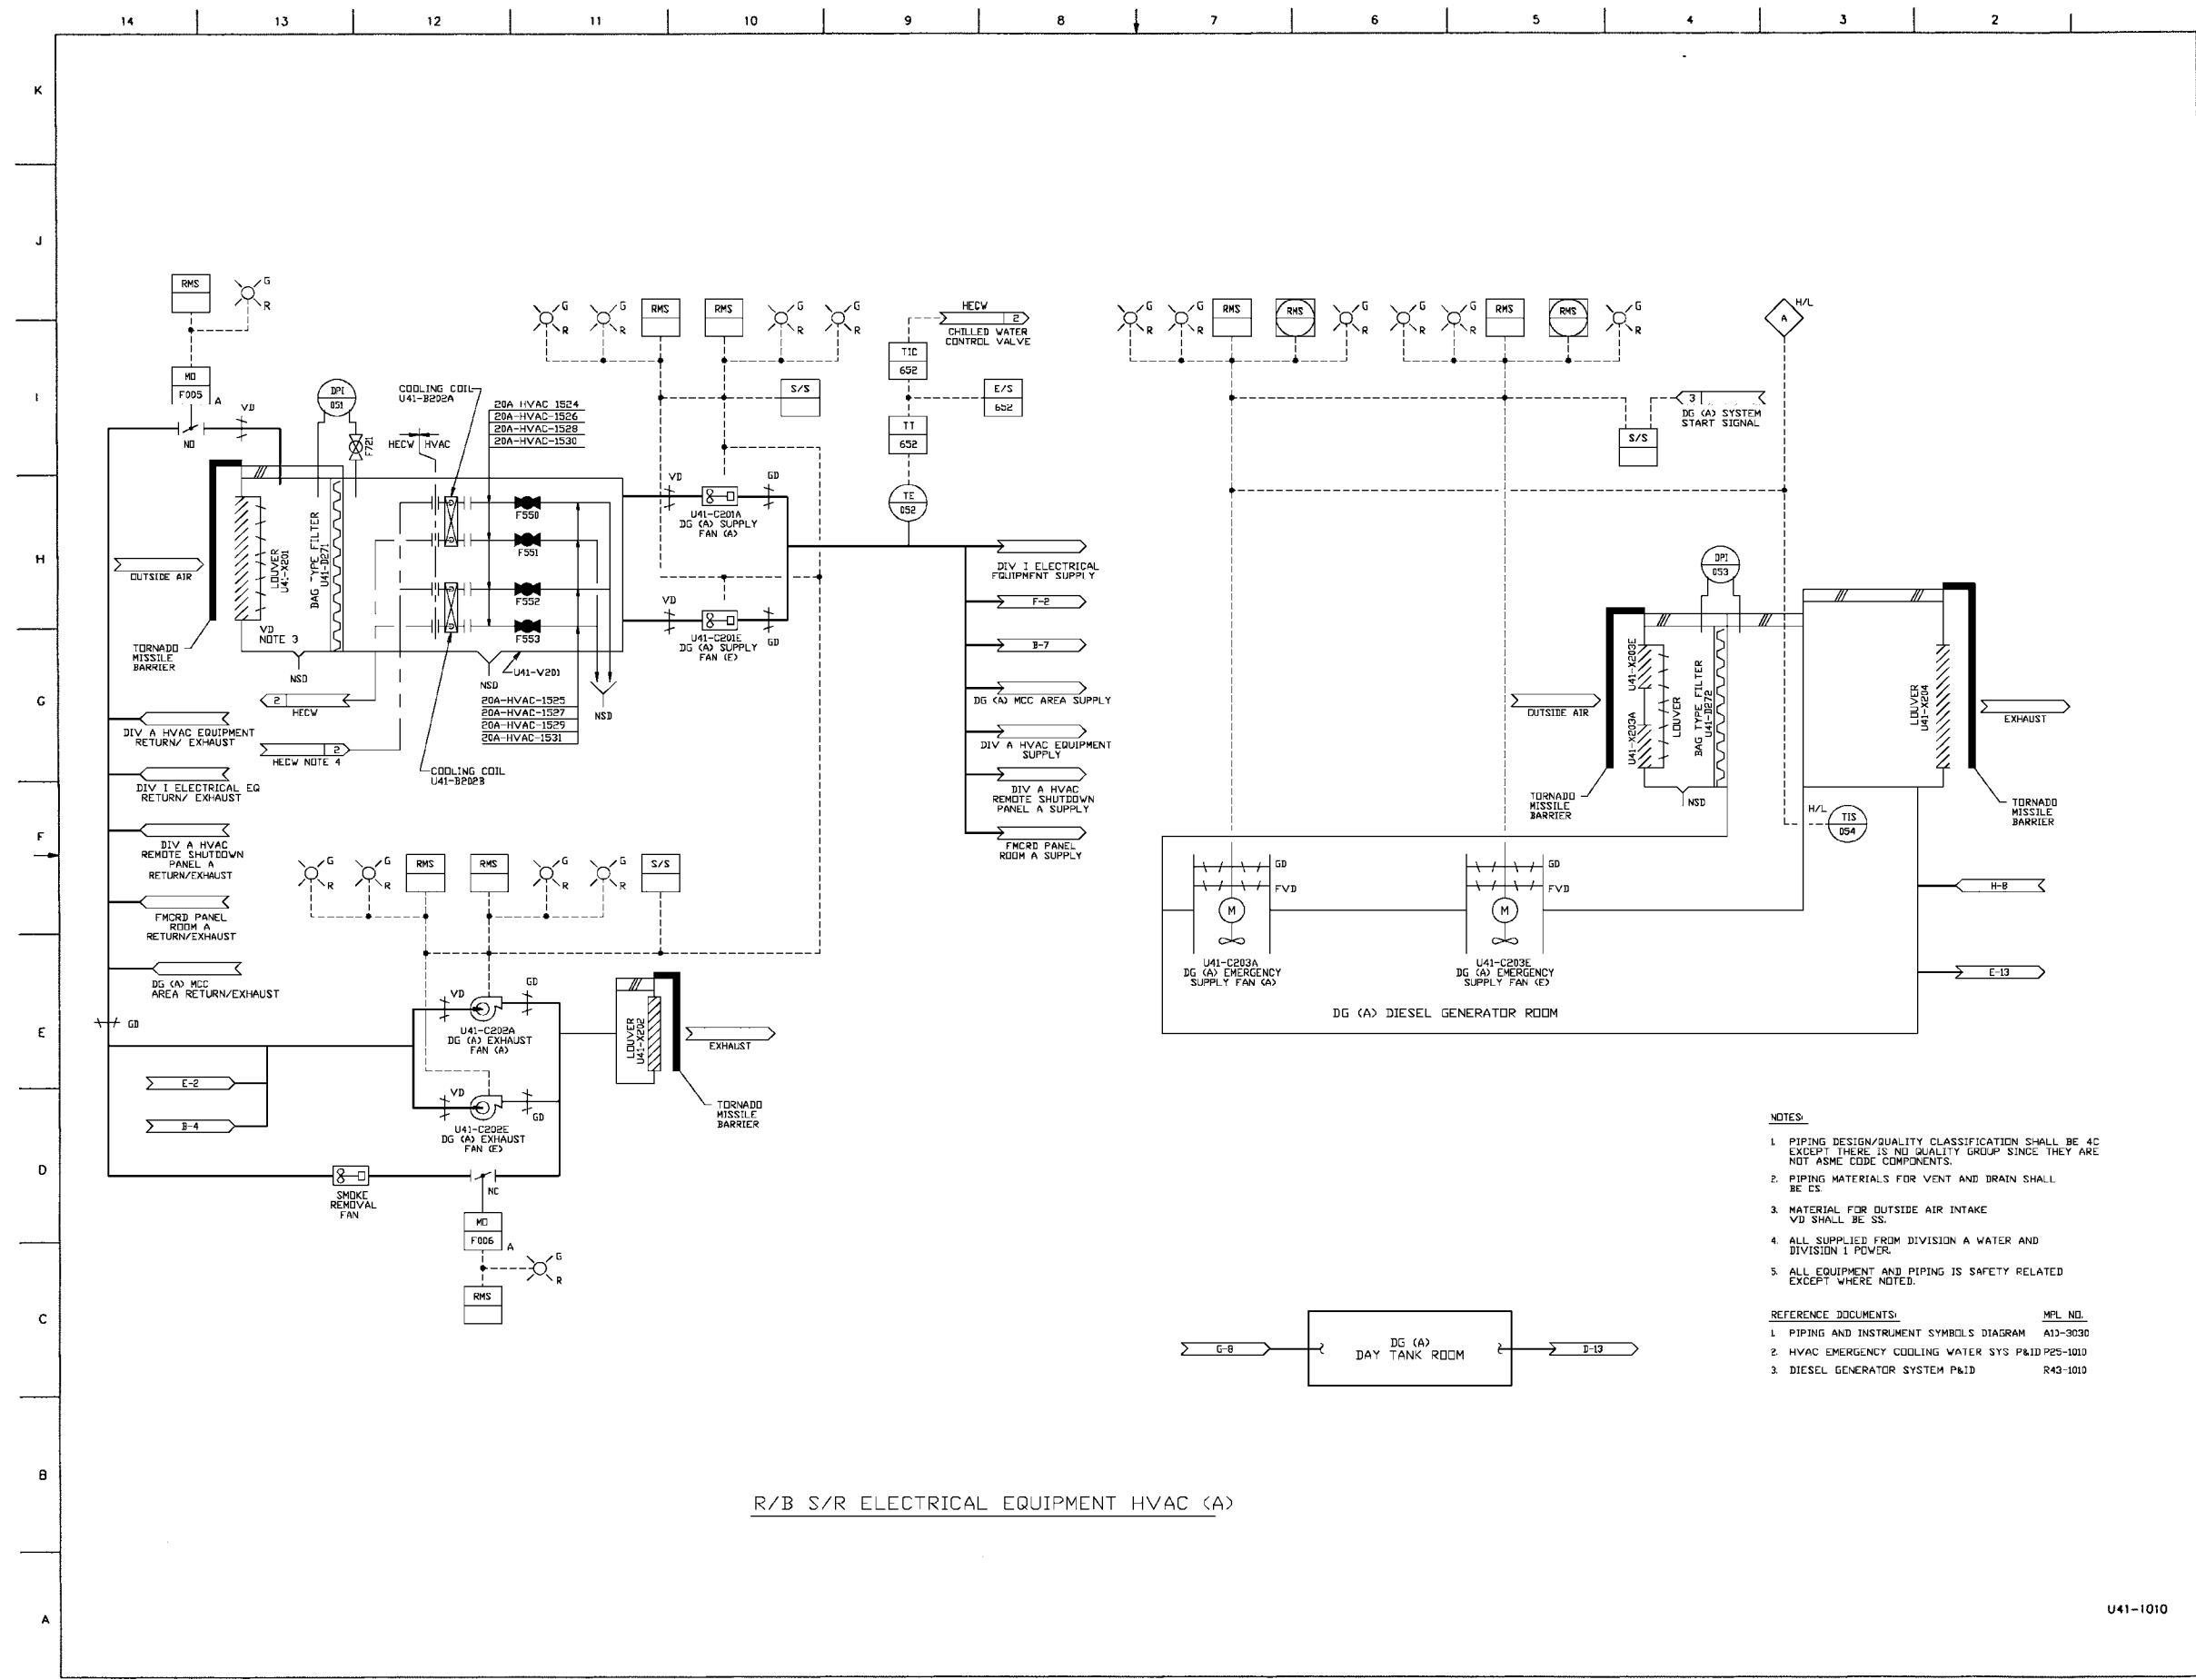 14 13 12 11 10 9 8 7 6 5 4 3 2
K
J
I
H
G
F
E
D
C
B
A
RMS
G
R
MO
F005
A
VD
NO
DPI
051
F721
COOLING COIL
U41-B202A
HECW HVAC
20A-HVAC-1524
20A-HVAC-1526
20A-HVAC-1528
20A-HVAC-1530
OUTSIDE AIR
LOUVER
U41-X201
BAG TYPE FILTER
U41-D271
VD
NOTE 3
TORNADO
MISSILE
BARRIER
NSD
F550
F551
F552
F553
NSD
U41-V201
20A-HVAC-1525
20A-HVAC-1527
20A-HVAC-1529
20A-HVAC-1531
NSD
2
HECW
2
HECW NOTE 4
COOLING COIL
U41-B202B
G
R
G
R
RMS
RMS
G
R
G
R
S/S
VD
GD
U41-C201A
DG (A) SUPPLY
FAN (A)
VD
GD
U41-C201E
DG (A) SUPPLY
FAN (E)
HECW
2
CHILLED WATER
CONTROL VALVE
TIC
652
E/S
652
TT
652
TE
052
DIV I ELECTRICAL
EQUIPMENT SUPPLY
F-2
B-7
DG (A) MCC AREA SUPPLY
DIV A HVAC EQUIPMENT
SUPPLY
DIV A HVAC
REMOTE SHUTDOWN
PANEL A SUPPLY
FMCRD PANEL
ROOM A SUPPLY
DIV A HVAC EQUIPMENT
RETURN/ EXHAUST
DIV I ELECTRICAL EQ
RETURN/ EXHAUST
DIV A HVAC
REMOTE SHUTDOWN
PANEL A
RETURN/EXHAUST
FMCRD PANEL
ROOM A
RETURN/EXHAUST
DG (A) MCC
AREA RETURN/EXHAUST
GD
E-2
B-4
G
R
G
R
RMS
RMS
G
R
G
R
S/S
VD
GD
U41-C202A
DG (A) EXHAUST
FAN (A)
VD
GD
U41-C202E
DG (A) EXHAUST
FAN (E)
LOUVER
U41-X202
EXHAUST
TORNADO
MISSILE
BARRIER
SMOKE
REMOVAL
FAN
NC
MO
F006
A
G
R
RMS
G
R
G
R
RMS
RMS
G
R
G
R
G
R
RMS
RMS
G
R
H/L
A
3
DG (A) SYSTEM
START SIGNAL
S/S
DPI
053
OUTSIDE AIR
U41-X203E
U41-X203A
LOUVER
BAG TYPE FILTER
U41-D272
NSD
TORNADO
MISSILE
BARRIER
LOUVER
U41-X204
EXHAUST
TORNADO
MISSILE
BARRIER
H/L
TIS
054
H-8
E-13
GD
FVD
M
U41-C203A
DG (A) EMERGENCY
SUPPLY FAN (A)
GD
FVD
M
U41-C203E
DG (A) EMERGENCY
SUPPLY FAN (E)
DG (A) DIESEL GENERATOR ROOM
G-8
DG (A)
DAY TANK ROOM
D-13
NOTES:
1. PIPING DESIGN/QUALITY CLASSIFICATION SHALL BE 4C
EXCEPT THERE IS NO QUALITY GROUP SINCE THEY ARE
NOT ASME CODE COMPONENTS.
2. PIPING MATERIALS FOR VENT AND DRAIN SHALL
BE CS.
3. MATERIAL FOR OUTSIDE AIR INTAKE
VD SHALL BE SS.
4. ALL SUPPLIED FROM DIVISION A WATER AND
DIVISION 1 POWER.
5. ALL EQUIPMENT AND PIPING IS SAFETY RELATED
EXCEPT WHERE NOTED.
REFERENCE DOCUMENTS: MPL NO.
1. PIPING AND INSTRUMENT SYMBOLS DIAGRAM A10-3030
2. HVAC EMERGENCY COOLING WATER SYS P&ID P25-1010
3. DIESEL GENERATOR SYSTEM P&ID R43-1010
R/B S/R ELECTRICAL EQUIPMENT HVAC (A)
U41-1010